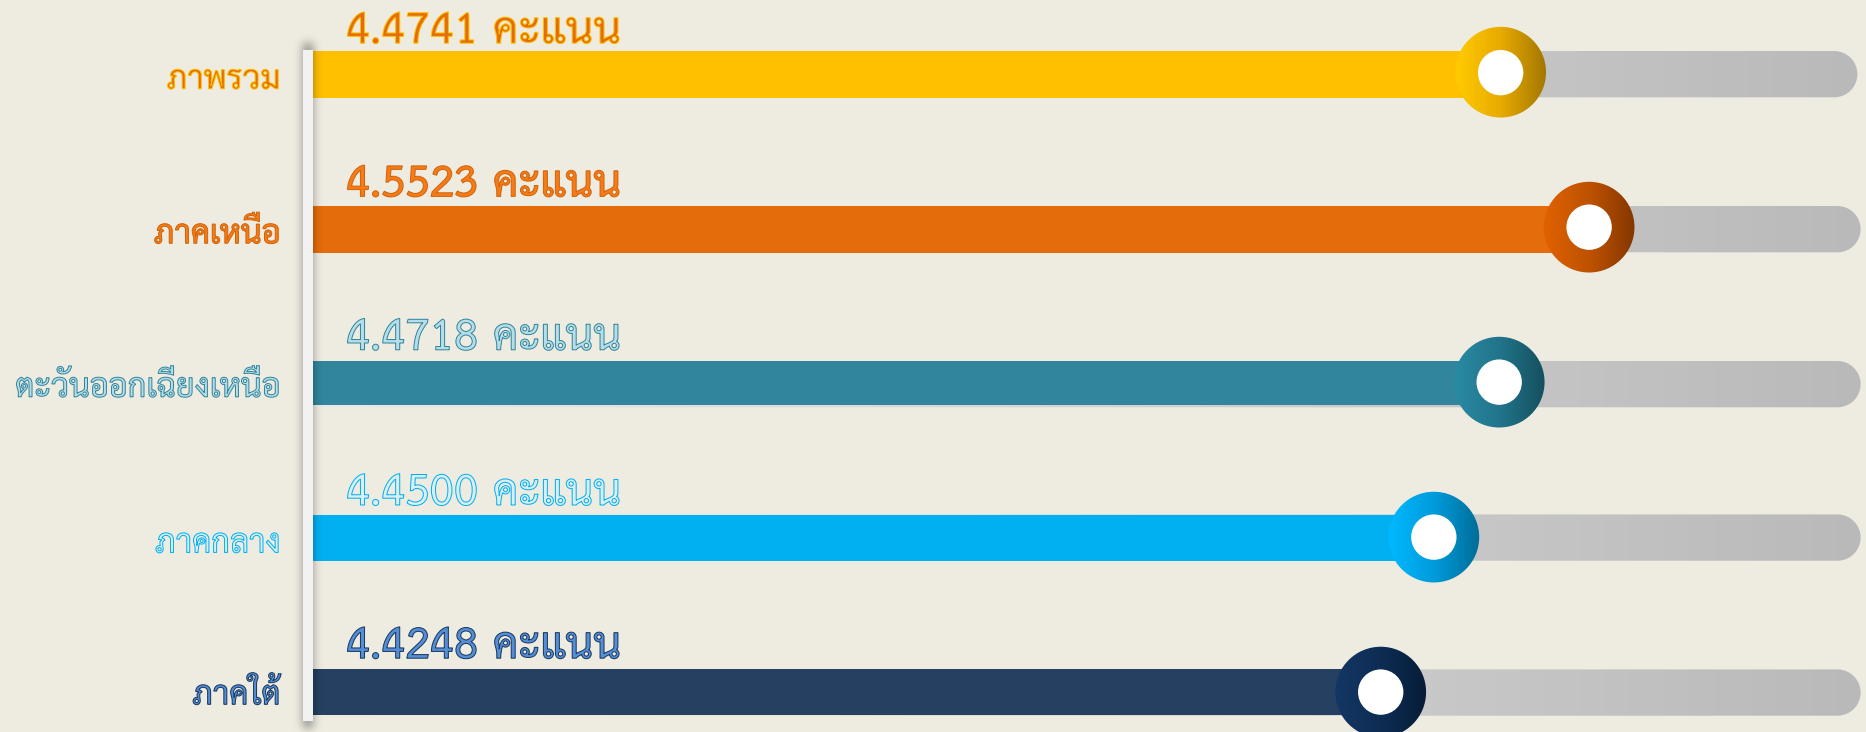 4.4741 คะแนน
ภาพรวม
4.5523 คะแนน
ภาคเหนือ
4.4718 คะแนน
ตะวันออกเฉียงเหนือ
4.4500 คะแนน
ภาคกลาง
4.4248 คะแนน
ภาคใต้